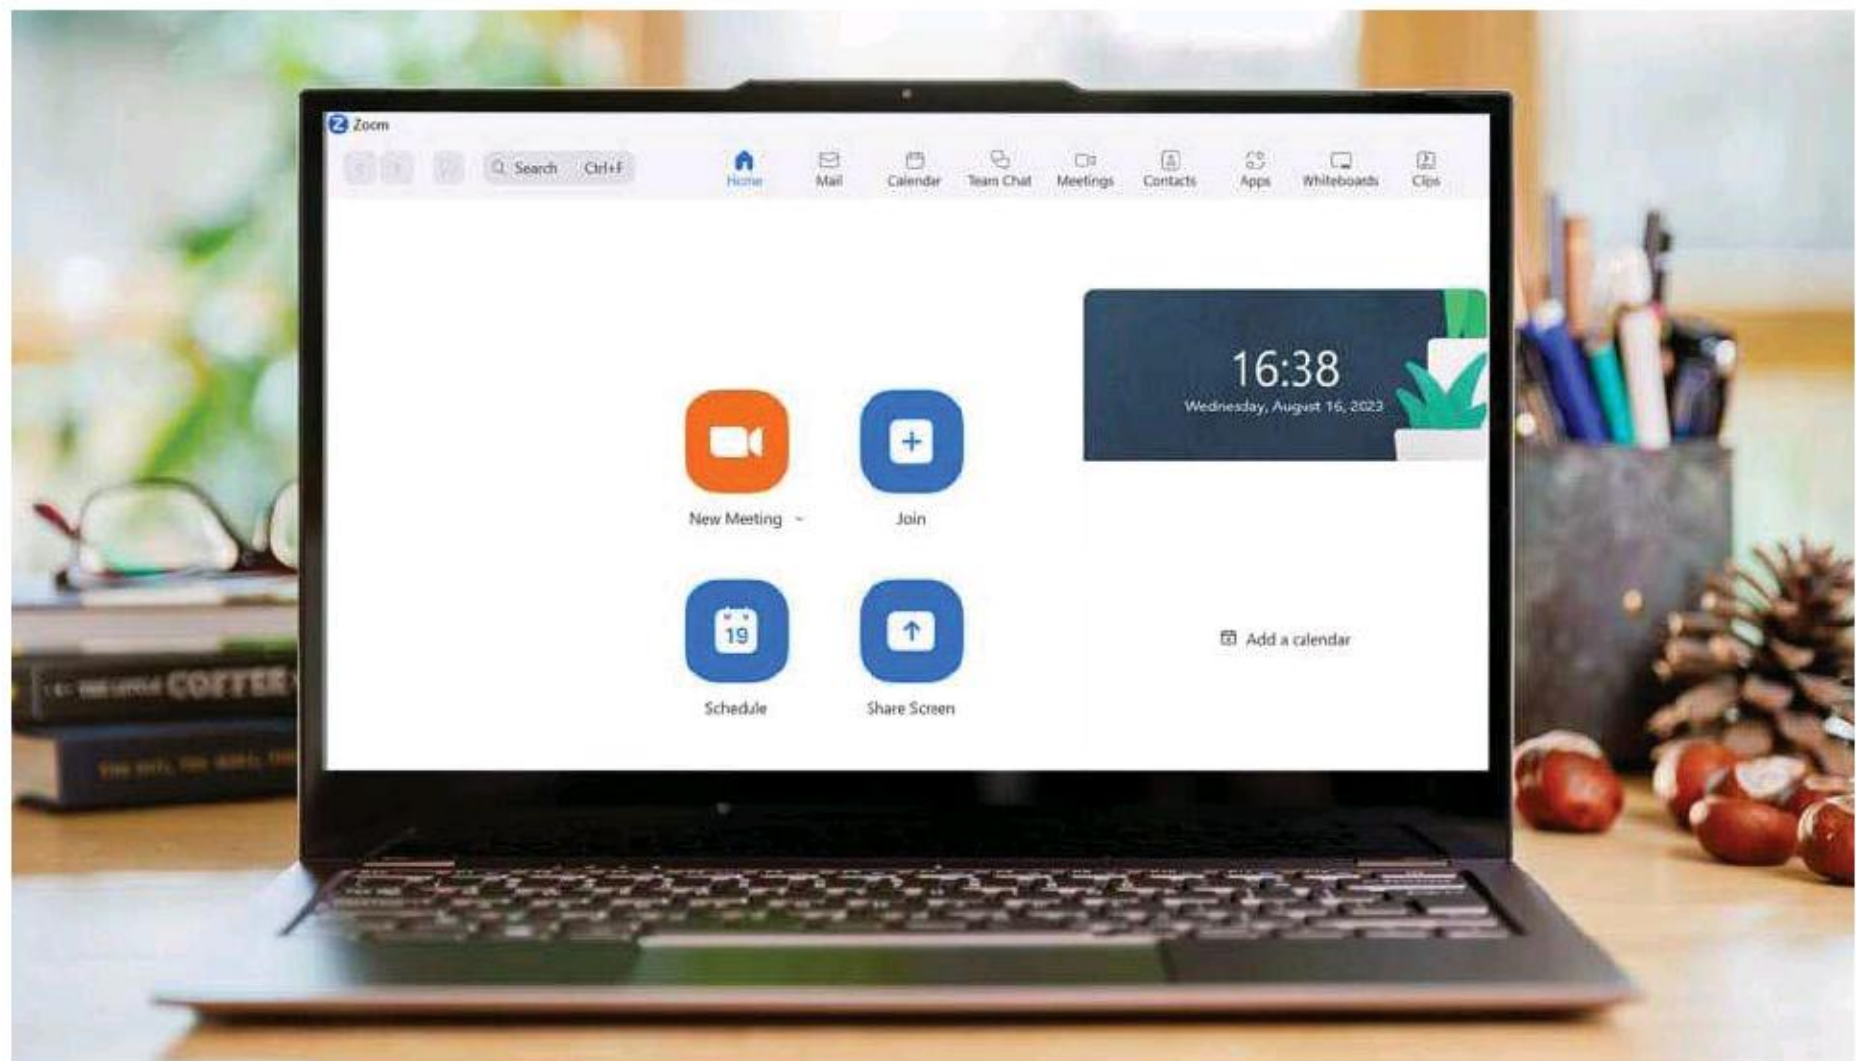 Zoom
Search Ctrl+F
Home
Mail
Calendar
Team Chat
Meetings
Contacts
Apps
Whiteboards
Clips
16:38
Wednesday, August 16, 2023
New Meeting
Join
19
Schedule
Share Screen
Add a calendar
COFFEE